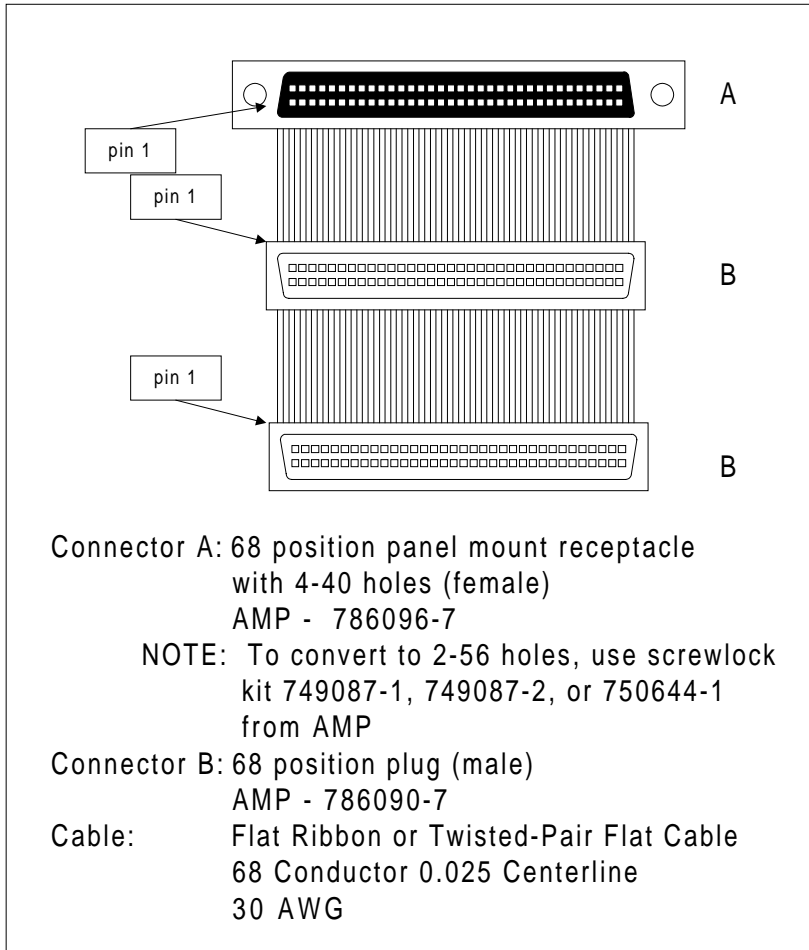 A
pin 1
pin 1
B
pin 1
B
Connector A: 68 position panel mount receptacle
with 4-40 holes (female)
AMP - 786096-7
NOTE: To convert to 2-56 holes, use screwlock
kit 749087-1, 749087-2, or 750644-1
from AMP
Connector B: 68 position plug (male)
AMP - 786090-7
Cable: Flat Ribbon or Twisted-Pair Flat Cable
68 Conductor 0.025 Centerline
30 AWG